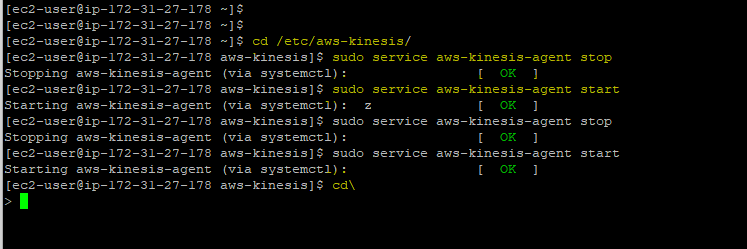 [ec2-user@ip-172-31-27-178 ~]$
[ec2-user@ip-172-31-27-178 ~]$
[ec2-user@ip-172-31-27-178 ~]$ cd /etc/aws-kinesis/
[ec2-user@ip-172-31-27-178 aws-kinesis]$ sudo service aws-kinesis-agent stop
Stopping aws-kinesis-agent (via systemctl):                [  OK  ]
[ec2-user@ip-172-31-27-178 aws-kinesis]$ sudo service aws-kinesis-agent start
Starting aws-kinesis-agent (via systemctl):  z             [  OK  ]
[ec2-user@ip-172-31-27-178 aws-kinesis]$ sudo service aws-kinesis-agent stop
Stopping aws-kinesis-agent (via systemctl):                [  OK  ]
[ec2-user@ip-172-31-27-178 aws-kinesis]$ sudo service aws-kinesis-agent start
Starting aws-kinesis-agent (via systemctl):                [  OK  ]
[ec2-user@ip-172-31-27-178 aws-kinesis]$ cd\
>